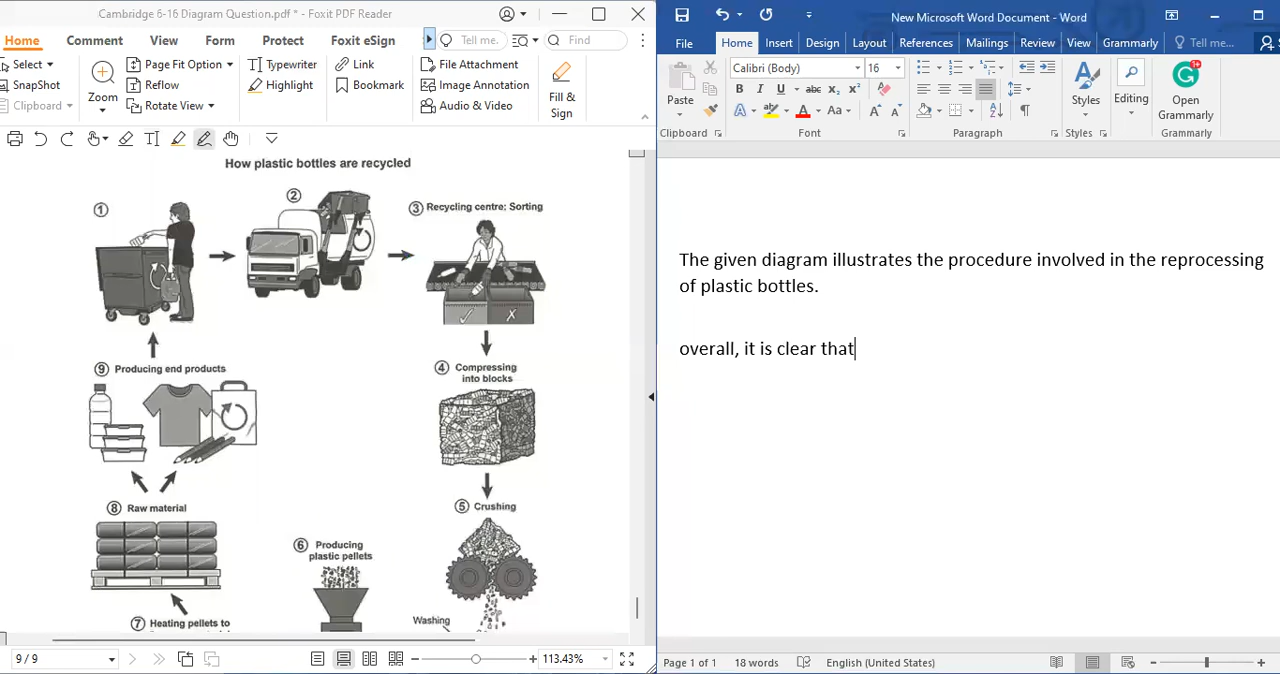 Cambridge 6-16 Diagram Question.pdf * - Foxit PDF Reader
Home Comment View Form Protect Foxit eSign Tell me.. Find
Select
SnapShot
Clipboard
Zoom
Page Fit Option
Reflow
Rotate View
Typewriter
Highlight
Link
Bookmark
File Attachment
Image Annotation
Audio & Video
Fill &
Sign
How plastic bottles are recycled
1
2
3 Recycling centre: Sorting
4 Compressing
into blocks
5 Crushing
6 Producing
plastic pellets
Washing
7 Heating pellets to
8 Raw material
9 Producing end products
9 / 9
113.43%
New Microsoft Word Document - Word
File Home Insert Design Layout References Mailings Review View Grammarly Tell me...
Paste
Clipboard
Calibri (Body) 16
B I U abc x₂ x²
A A Aa A A
Font
Paragraph
Styles
Styles
Editing
Open
Grammarly
Grammarly
The given diagram illustrates the procedure involved in the reprocessing
of plastic bottles.
overall, it is clear that
Page 1 of 1 18 words English (United States)